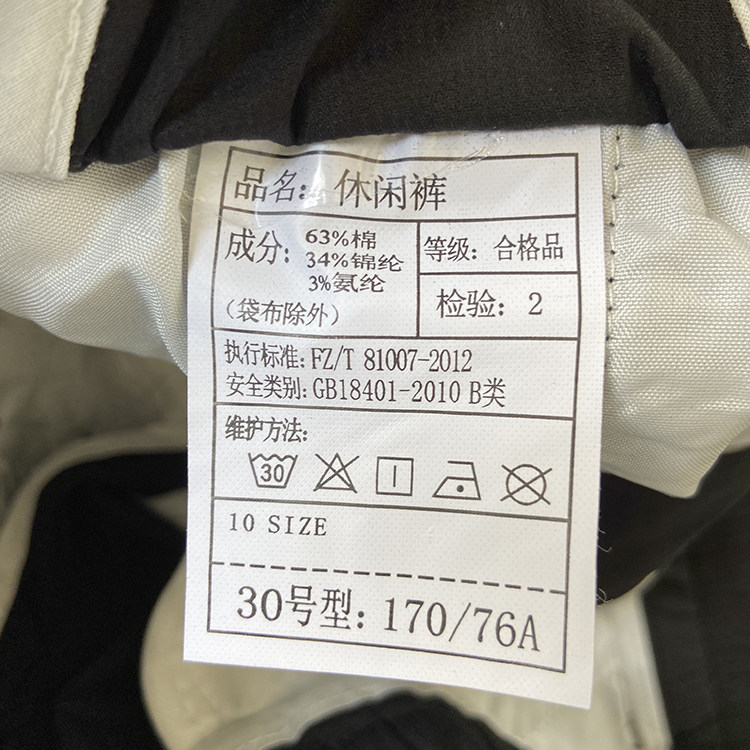 品名: 休闲裤
成分: 63%棉
34%锦纶
3%氨纶
(袋布除外)
等级: 合格品
检验: 2
执行标准: FZ/T 81007-2012
安全类别: GB18401-2010 B类
维护方法:
30
10 SIZE
30号型: 170/76A